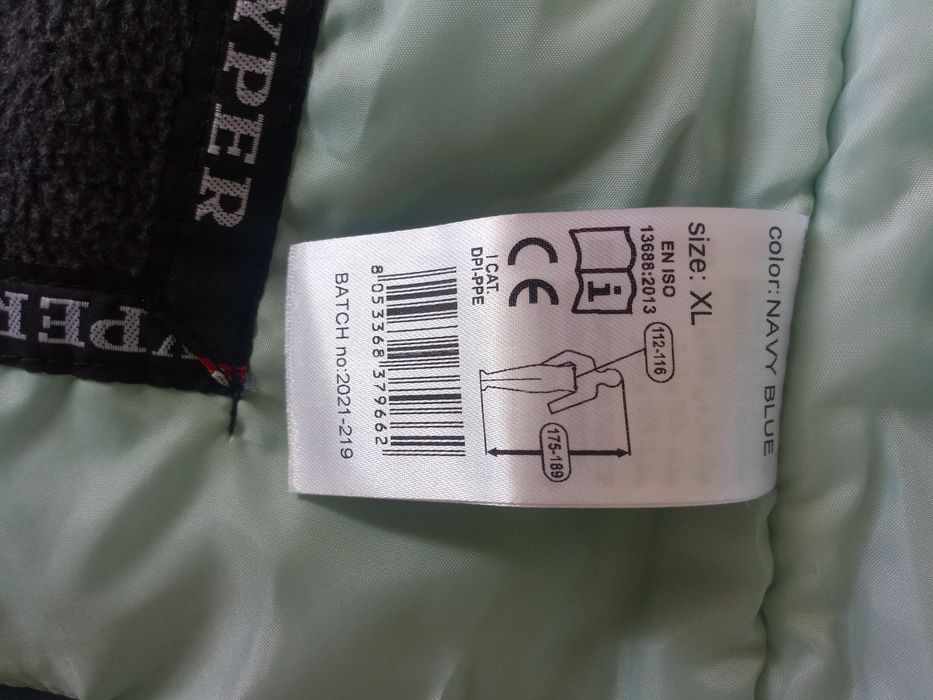 YPER
YPER
color: NAVY BLUE
size: XL
EN ISO
13688:2013
i
112-116
175-189
CE
I CAT.
DPI-PPE
8 053368 379662
BATCH no:2021-219